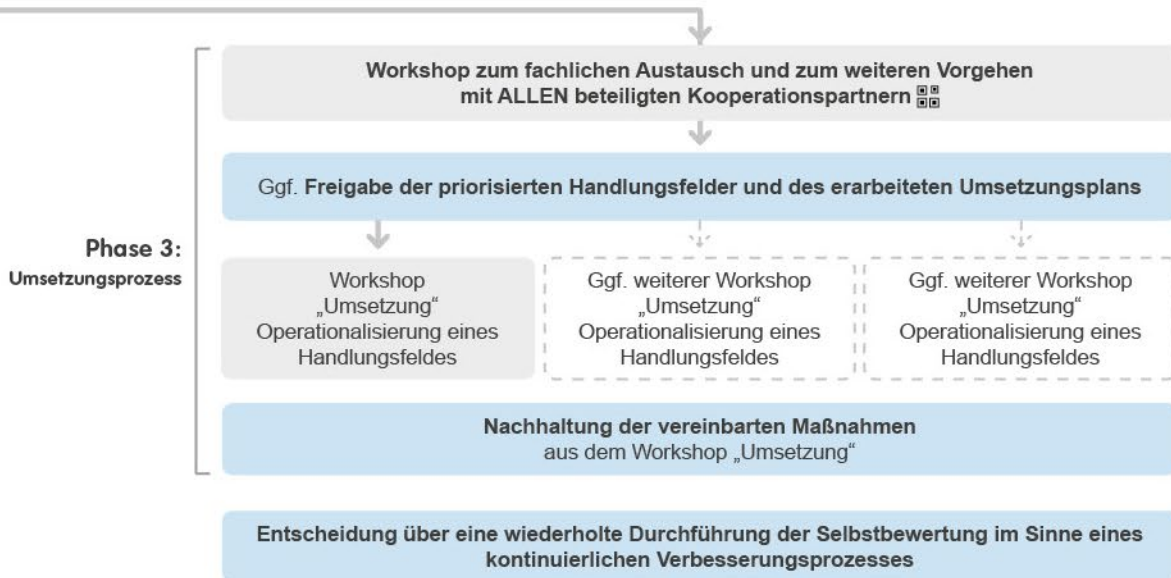 Workshop zum fachlichen Austausch und zum weiteren Vorgehen
mit ALLEN beteiligten Kooperationspartnern
Ggf. Freigabe der priorisierten Handlungsfelder und des erarbeiteten Umsetzungsplans
Phase 3:
Umsetzungsprozess
Workshop
„Umsetzung“
Operationalisierung eines
Handlungsfeldes
Ggf. weiterer Workshop
„Umsetzung“
Operationalisierung eines
Handlungsfeldes
Ggf. weiterer Workshop
„Umsetzung“
Operationalisierung eines
Handlungsfeldes
Nachhaltung der vereinbarten Maßnahmen
aus dem Workshop „Umsetzung“
Entscheidung über eine wiederholte Durchführung der Selbstbewertung im Sinne eines
kontinuierlichen Verbesserungsprozesses